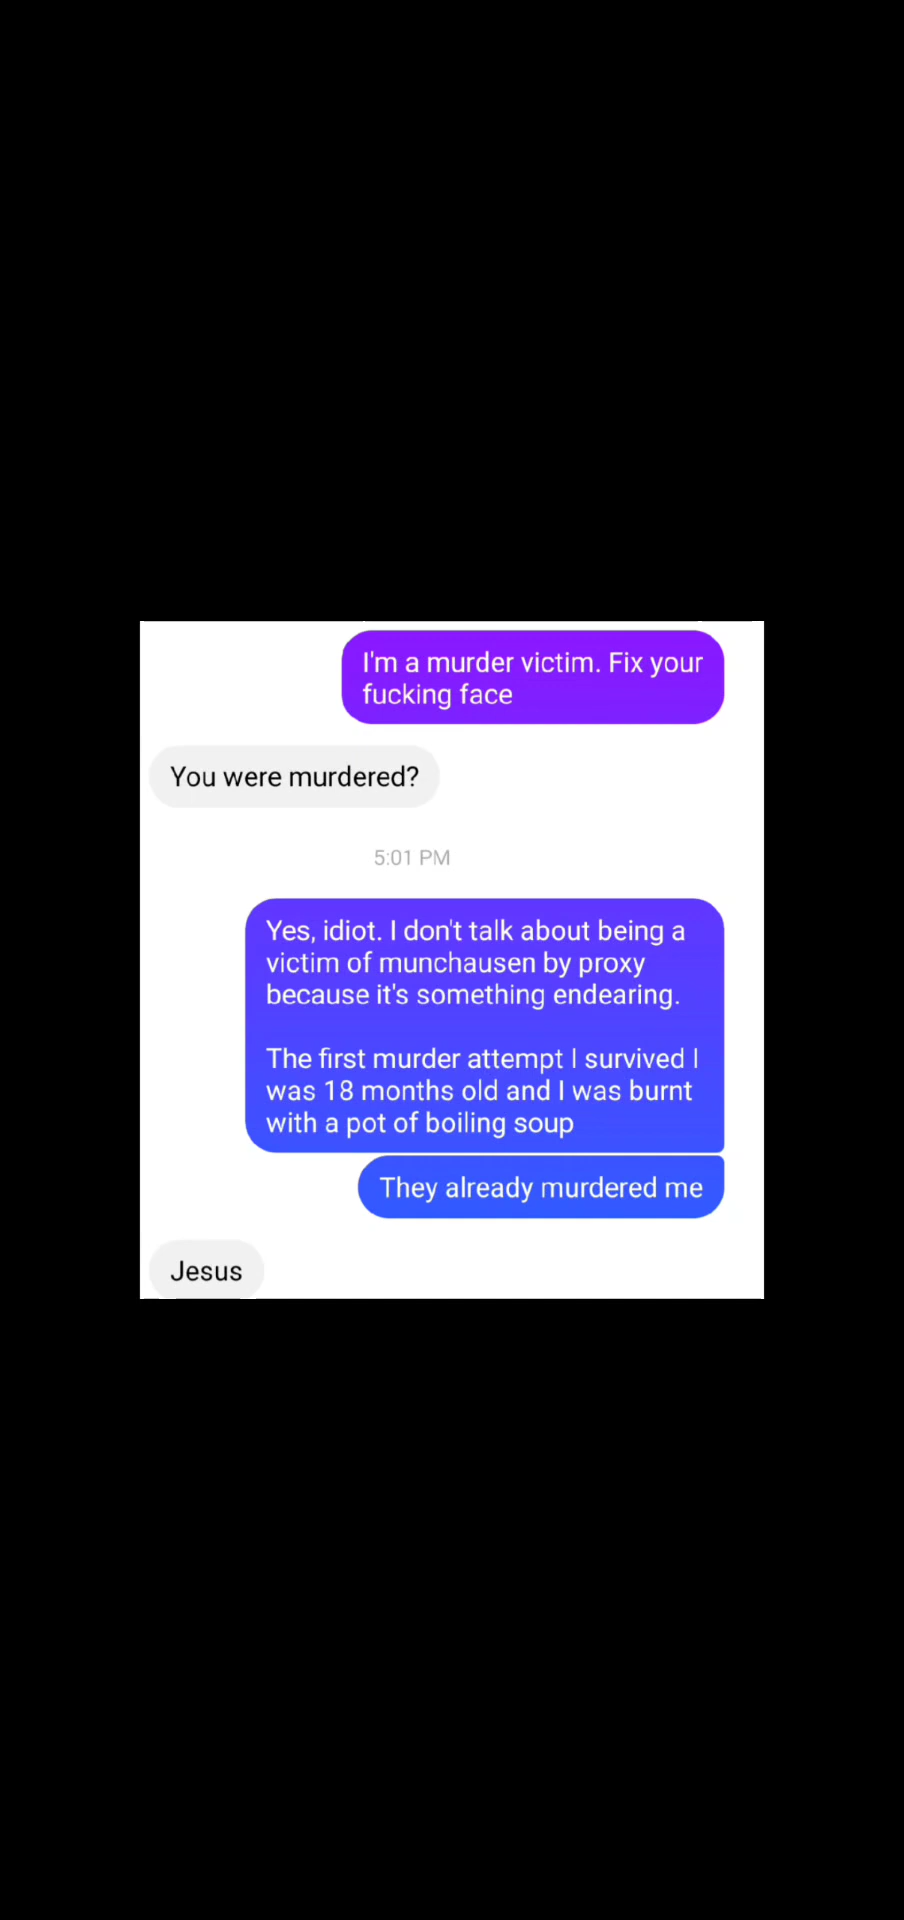 I'm a murder victim. Fix your
fucking face
You were murdered?
5:01 PM
Yes, idiot. I don't talk about being a
victim of munchausen by proxy
because it's something endearing.
The first murder attempt I survived I
was 18 months old and I was burnt
with a pot of boiling soup
They already murdered me
Jesus